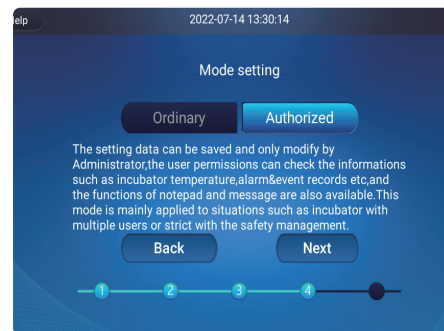 elp
2022-07-14 13:30:14
Mode setting
Ordinary
Authorized
The setting data can be saved and only modify by
Administrator,the user permissions can check the informations
such as incubator temperature,alarm&event records etc,and
the functions of notepad and message are also available.This
mode is mainly applied to situations such as incubator with
multiple users or strict with the safety management.
Back
Next
1
2
3
4